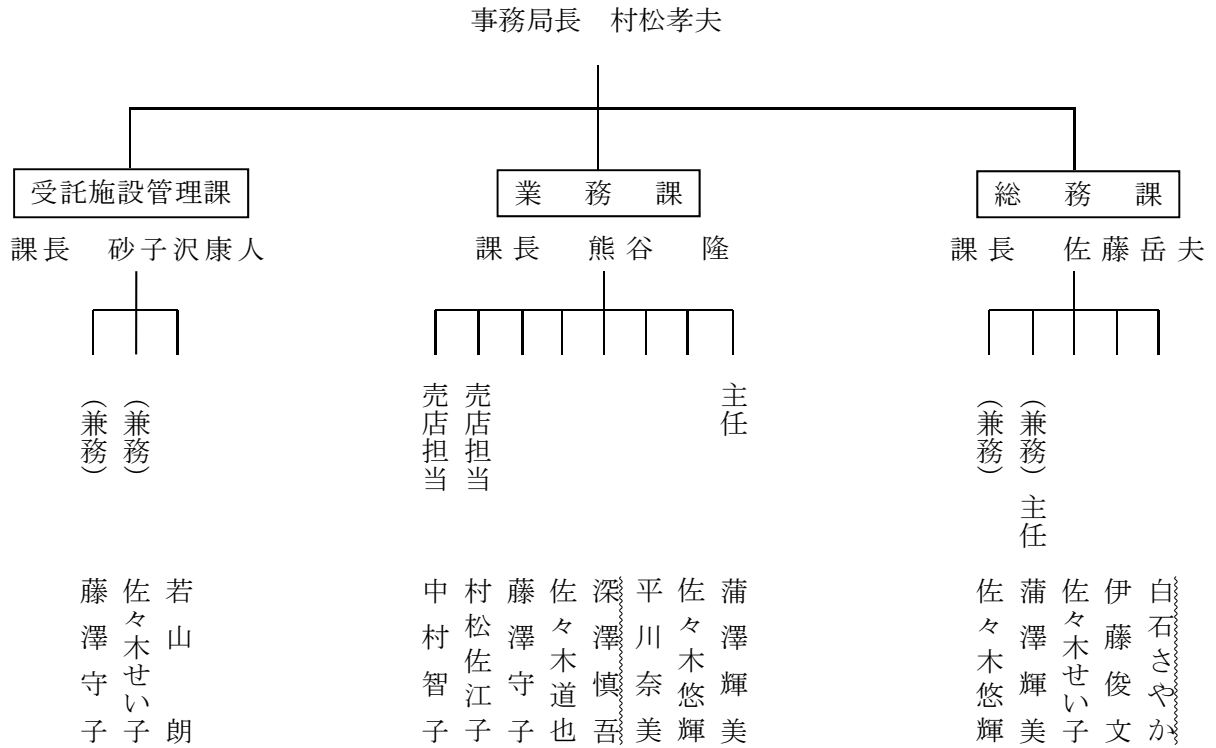 事務局長　村松孝夫
受託施設管理課
課長　砂子沢康人
(兼務)　藤澤守子
(兼務)　佐々木せい子
若山　朗
業　務　課
課長　熊谷　隆
売店担当　中村智子
売店担当　村松佐江子
藤澤守子
佐々木道也
深澤慎吾
平川奈美
佐々木悠輝
主任　蒲澤輝美
総　務　課
課長　佐藤岳夫
(兼務)　佐々木悠輝
(兼務)主任　蒲澤輝美
佐々木せい子
伊藤俊文
白石さやか